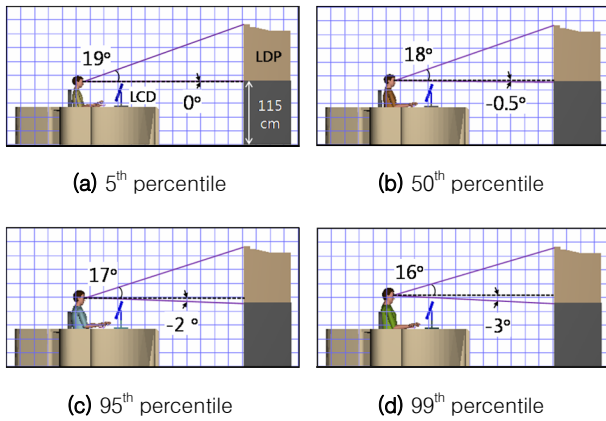 19°
LDP
LCD
0°
115
cm
(a) 5th percentile
18°
-0.5°
(b) 50th percentile
17°
-2 °
(c) 95th percentile
16°
-3°
(d) 99th percentile